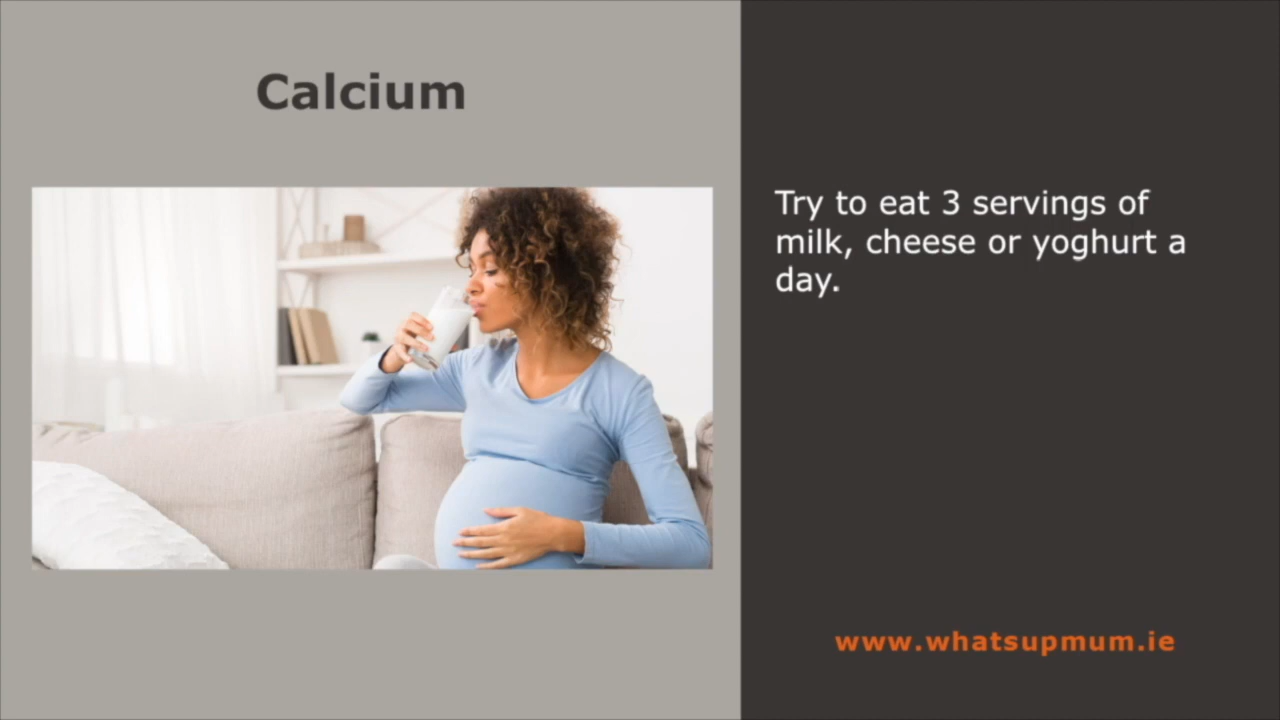 Calcium
Try to eat 3 servings of
milk, cheese or yoghurt a
day.
www.whatsupmum.ie